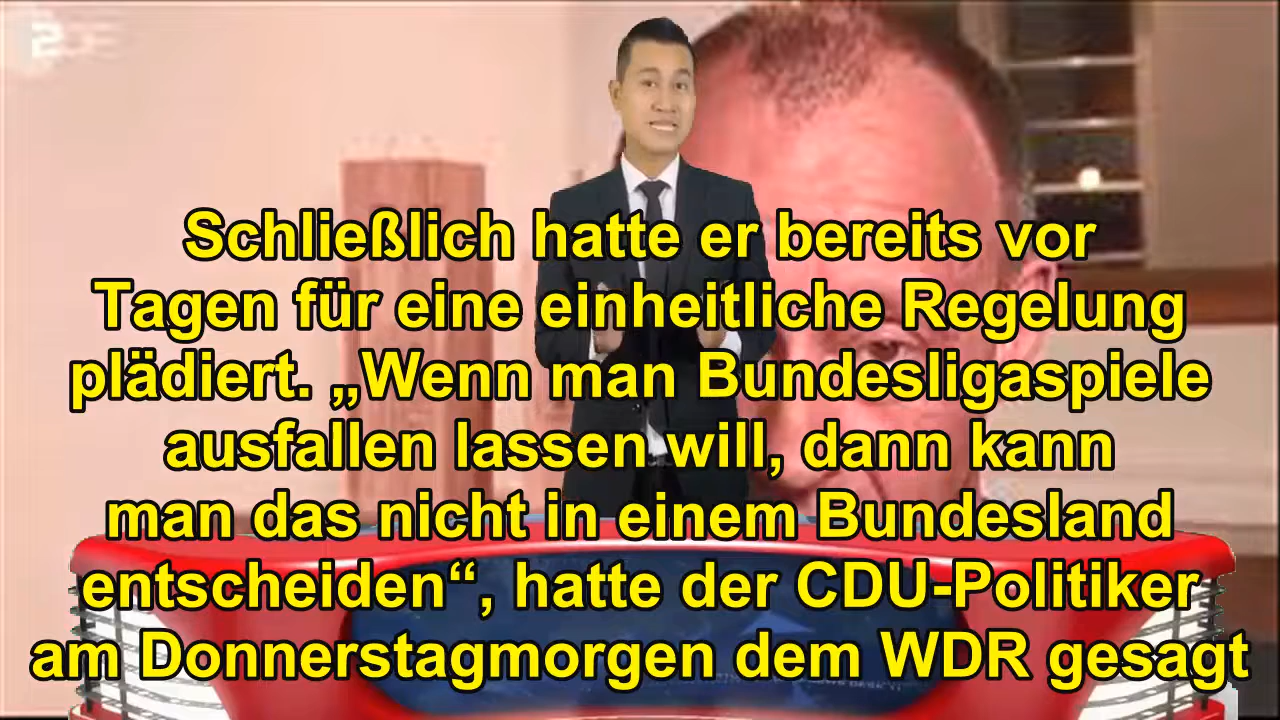 ZDF
Schließlich hatte er bereits vor
Tagen für eine einheitliche Regelung
plädiert. „Wenn man Bundesligaspiele
ausfallen lassen will, dann kann
man das nicht in einem Bundesland
entscheiden“, hatte der CDU-Politiker
am Donnerstagmorgen dem WDR gesagt